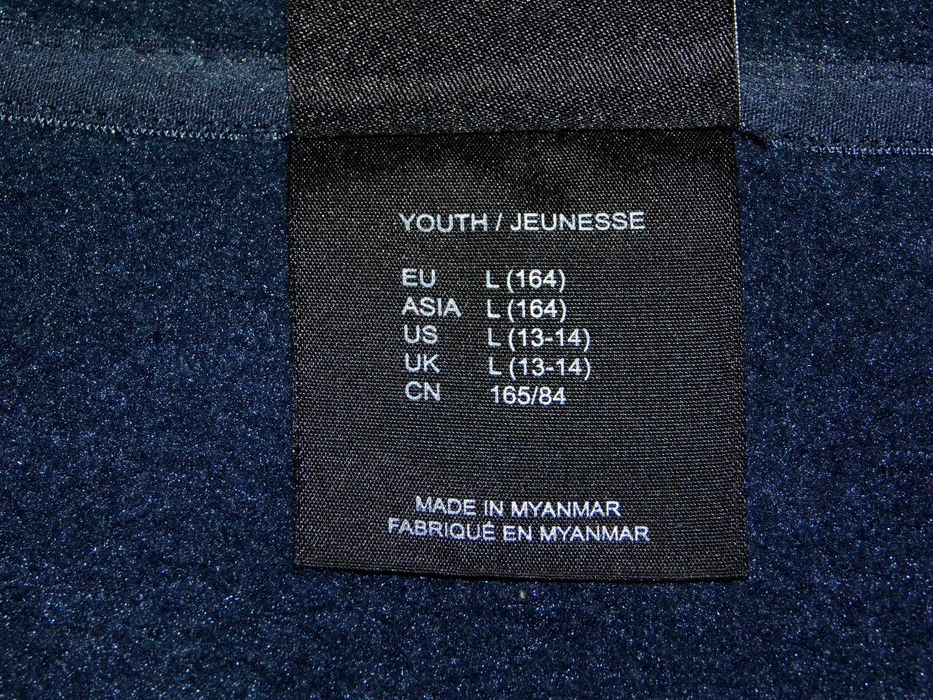 YOUTH / JEUNESSE
EU L (164)
ASIA L (164)
US L (13-14)
UK L (13-14)
CN 165/84
MADE IN MYANMAR
FABRIQUÉ EN MYANMAR